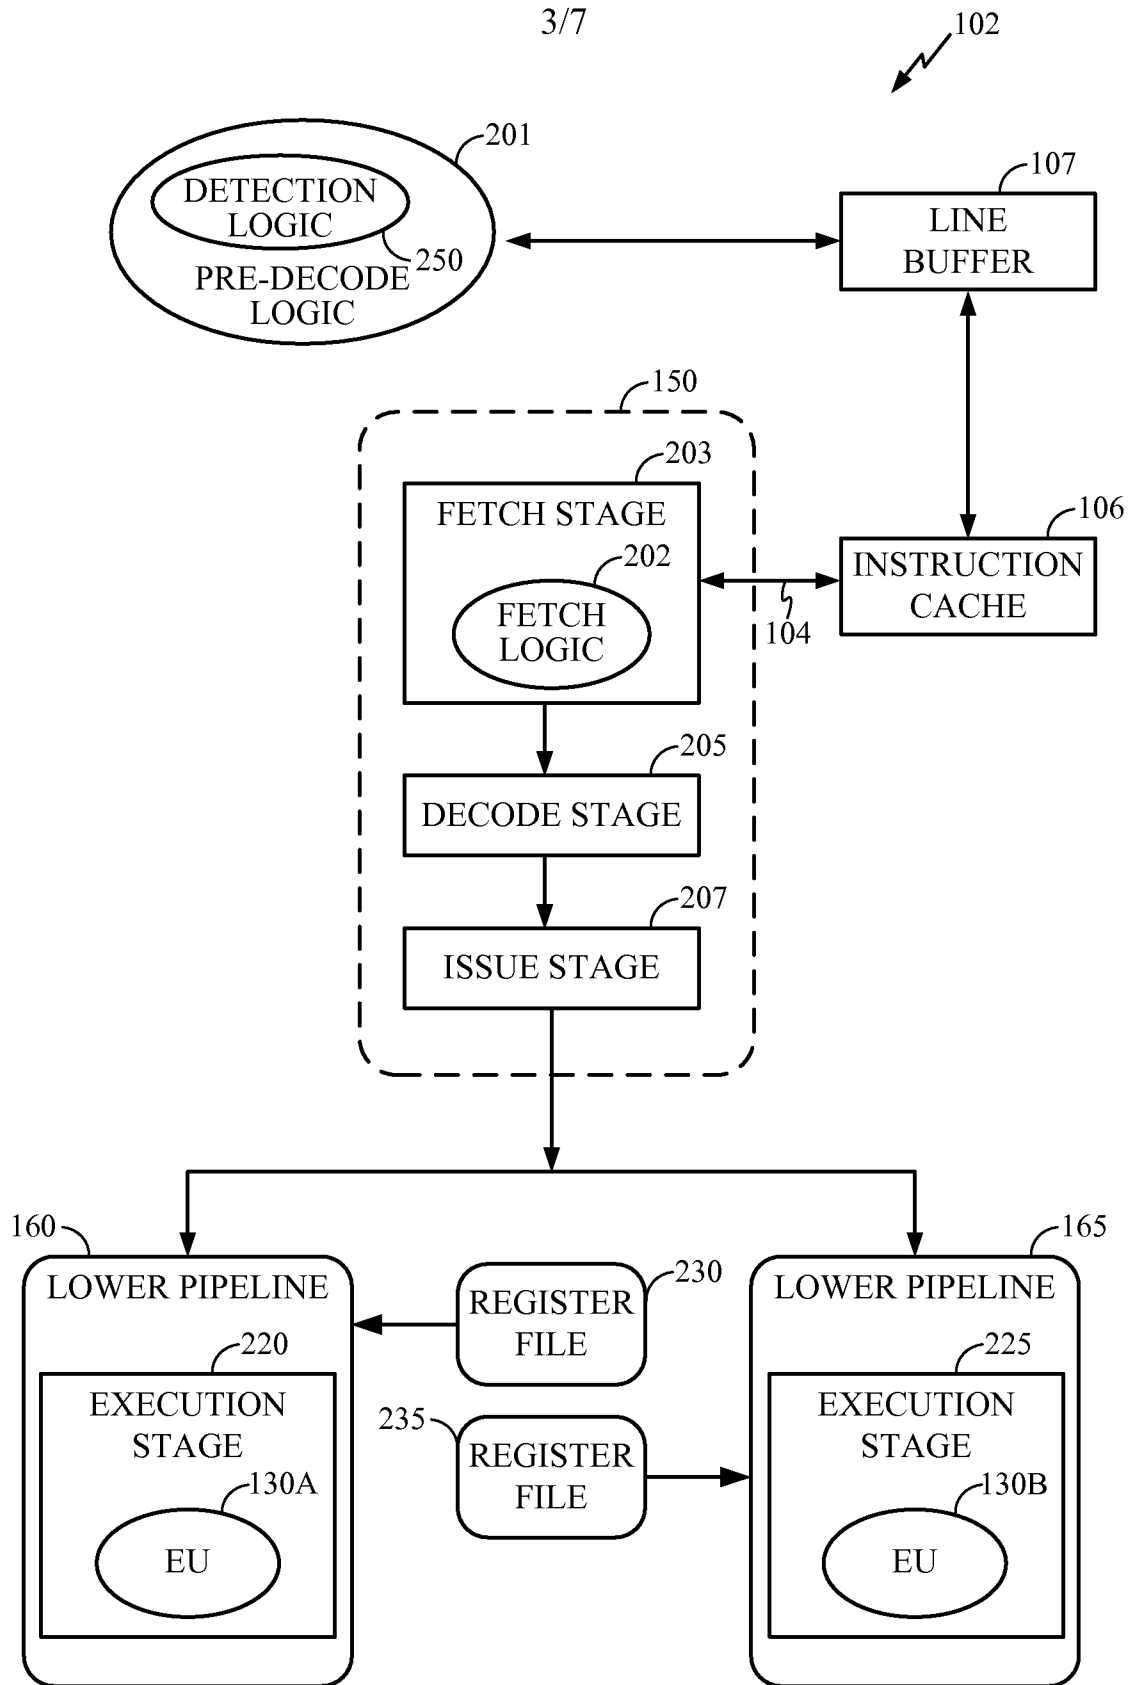 3/7
102
201
DETECTION
LOGIC
250
PRE-DECODE
LOGIC
107
LINE
BUFFER
150
203
FETCH STAGE
202
FETCH
LOGIC
104
106
INSTRUCTION
CACHE
205
DECODE STAGE
207
ISSUE STAGE
160
LOWER PIPELINE
220
EXECUTION
STAGE
130A
EU
230
REGISTER
FILE
235
REGISTER
FILE
165
LOWER PIPELINE
225
EXECUTION
STAGE
130B
EU